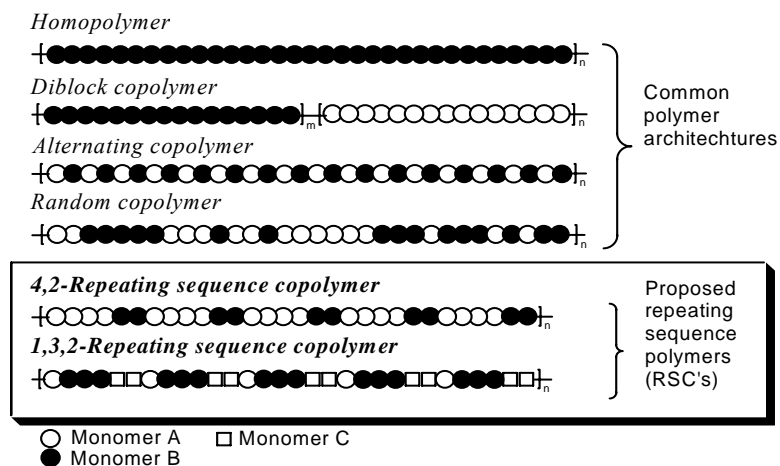 Homopolymer
n
Diblock copolymer
m n
Common
polymer
architechtures
Alternating copolymer
n
Random copolymer
n
4,2-Repeating sequence copolymer
n
1,3,2-Repeating sequence copolymer
n
Proposed
repeating
sequence
polymers
(RSC's)
Monomer A Monomer C
Monomer B